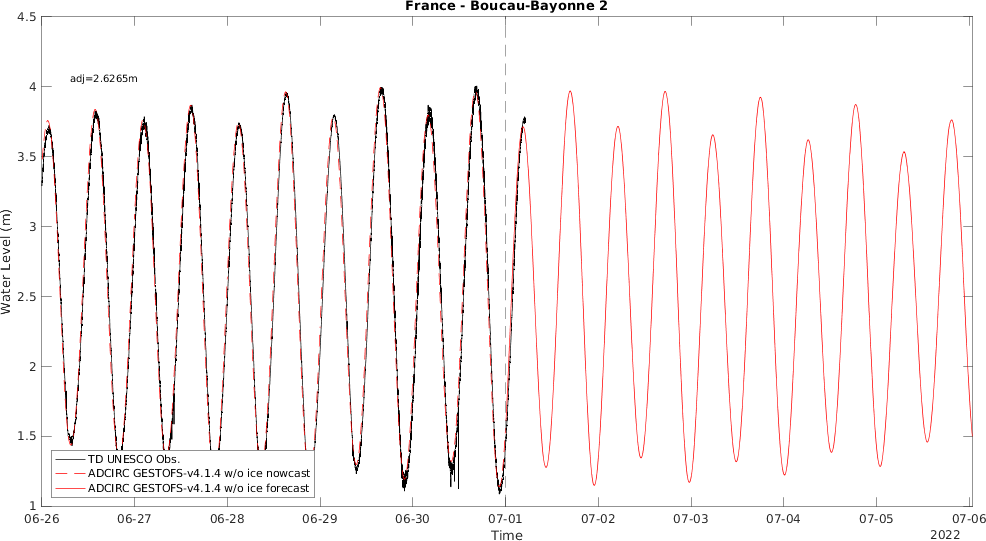 France - Boucau-Bayonne 2
4.5
adj=2.6265m
4
3.5
3
2.5
2
1.5
1
Water Level (m)
TD UNESCO Obs.
ADCIRC GESTOFS-v4.1.4 w/o ice nowcast
ADCIRC GESTOFS-v4.1.4 w/o ice forecast
06-26 06-27 06-28 06-29 06-30 07-01 07-02 07-03 07-04 07-05 07-06
Time
2022